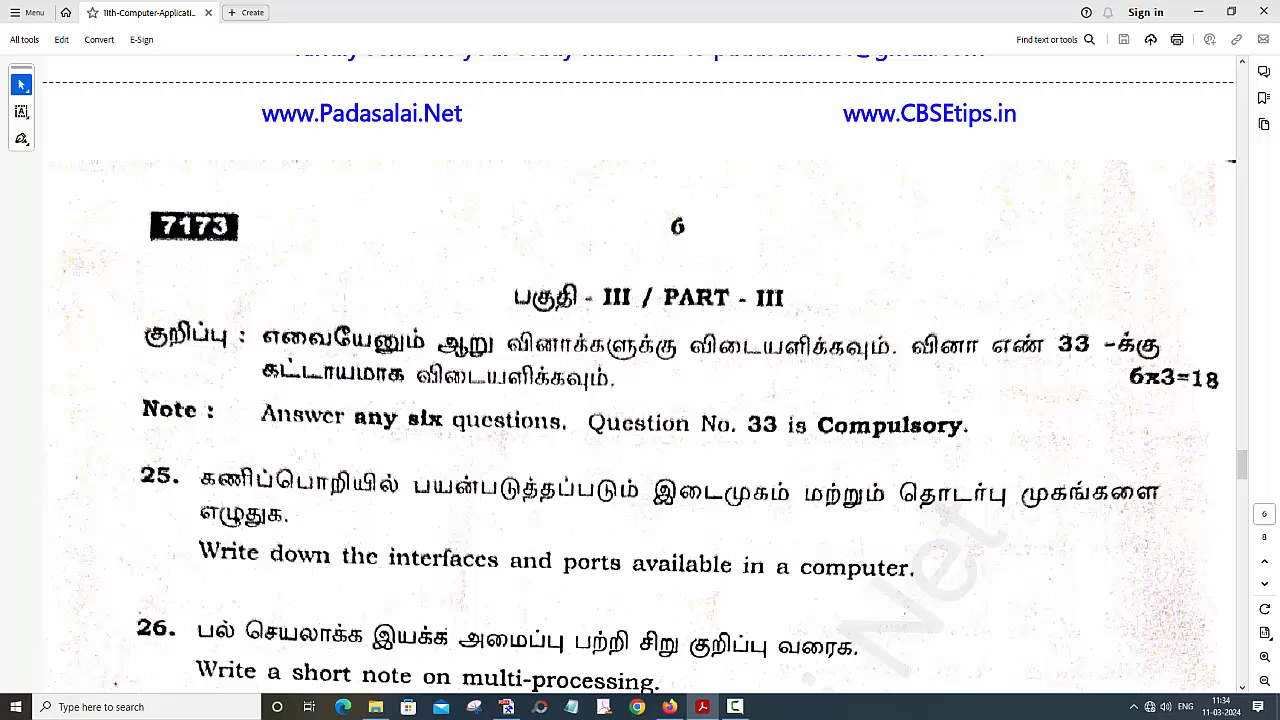 Menu
11th-Computer-Applicati...
Create
Sign in
All tools Edit Convert E-Sign
Find text or tools
www.Padasalai.Net www.CBSEtips.in
7173 6
பகுதி - III / PART - III
குறிப்பு : எவையேனும் ஆறு வினாக்களுக்கு விடையளிக்கவும். வினா எண் 33 -க்கு
கட்டாயமாக விடையளிக்கவும். 6x3=18
Note : Answer any six questions. Question No. 33 is Compulsory.
25. கணிப்பொறியில் பயன்படுத்தப்படும் இடைமுகம் மற்றும் தொடர்பு முகங்களை
எழுதுக.
Write down the interfaces and ports available in a computer.
26. பல் செயலாக்க இயக்க அமைப்பு பற்றி சிறு குறிப்பு வரைக.
Write a short note on multi-processing.
6
8
Type here to search
ENG
11:34
11-03-2024